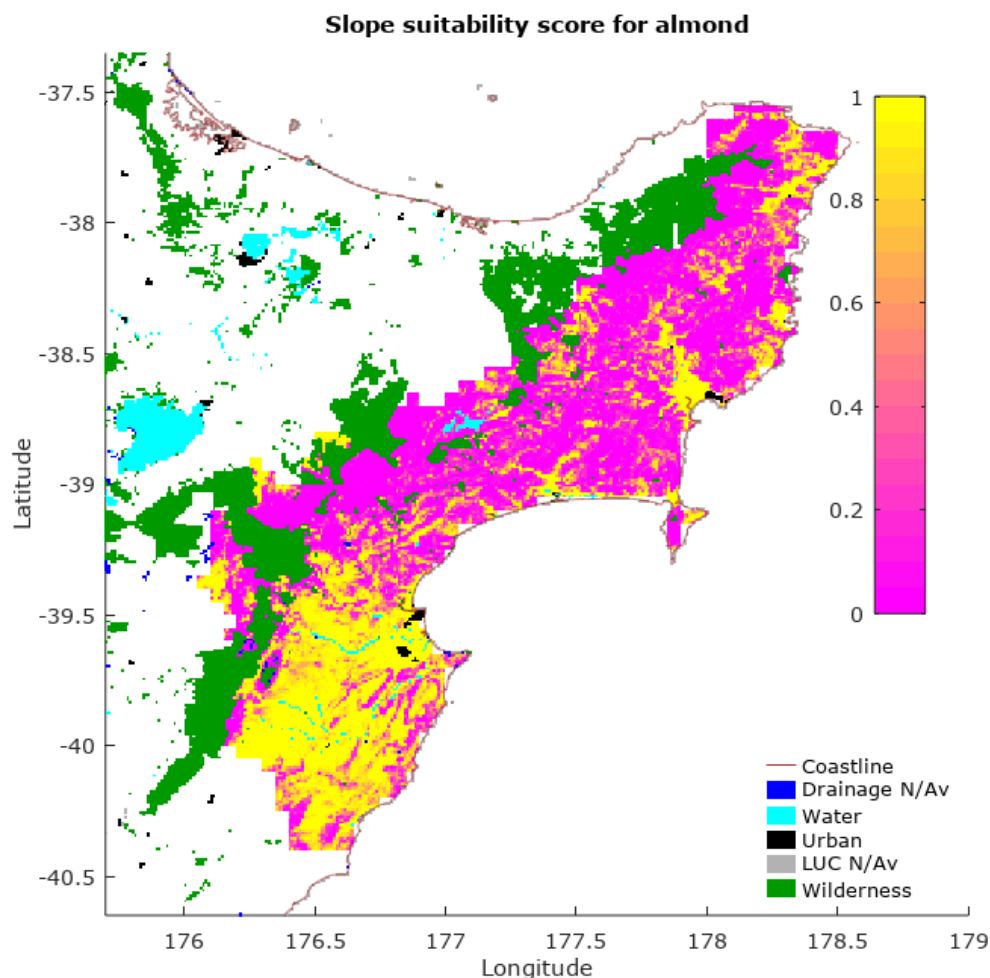 Slope suitability score for almond
-37.5
-38
-38.5
-39
-39.5
-40
-40.5
Latitude
176
176.5
177
177.5
178
178.5
179
Longitude
1
0.8
0.6
0.4
0.2
0
Coastline
Drainage N/Av
Water
Urban
LUC N/Av
Wilderness